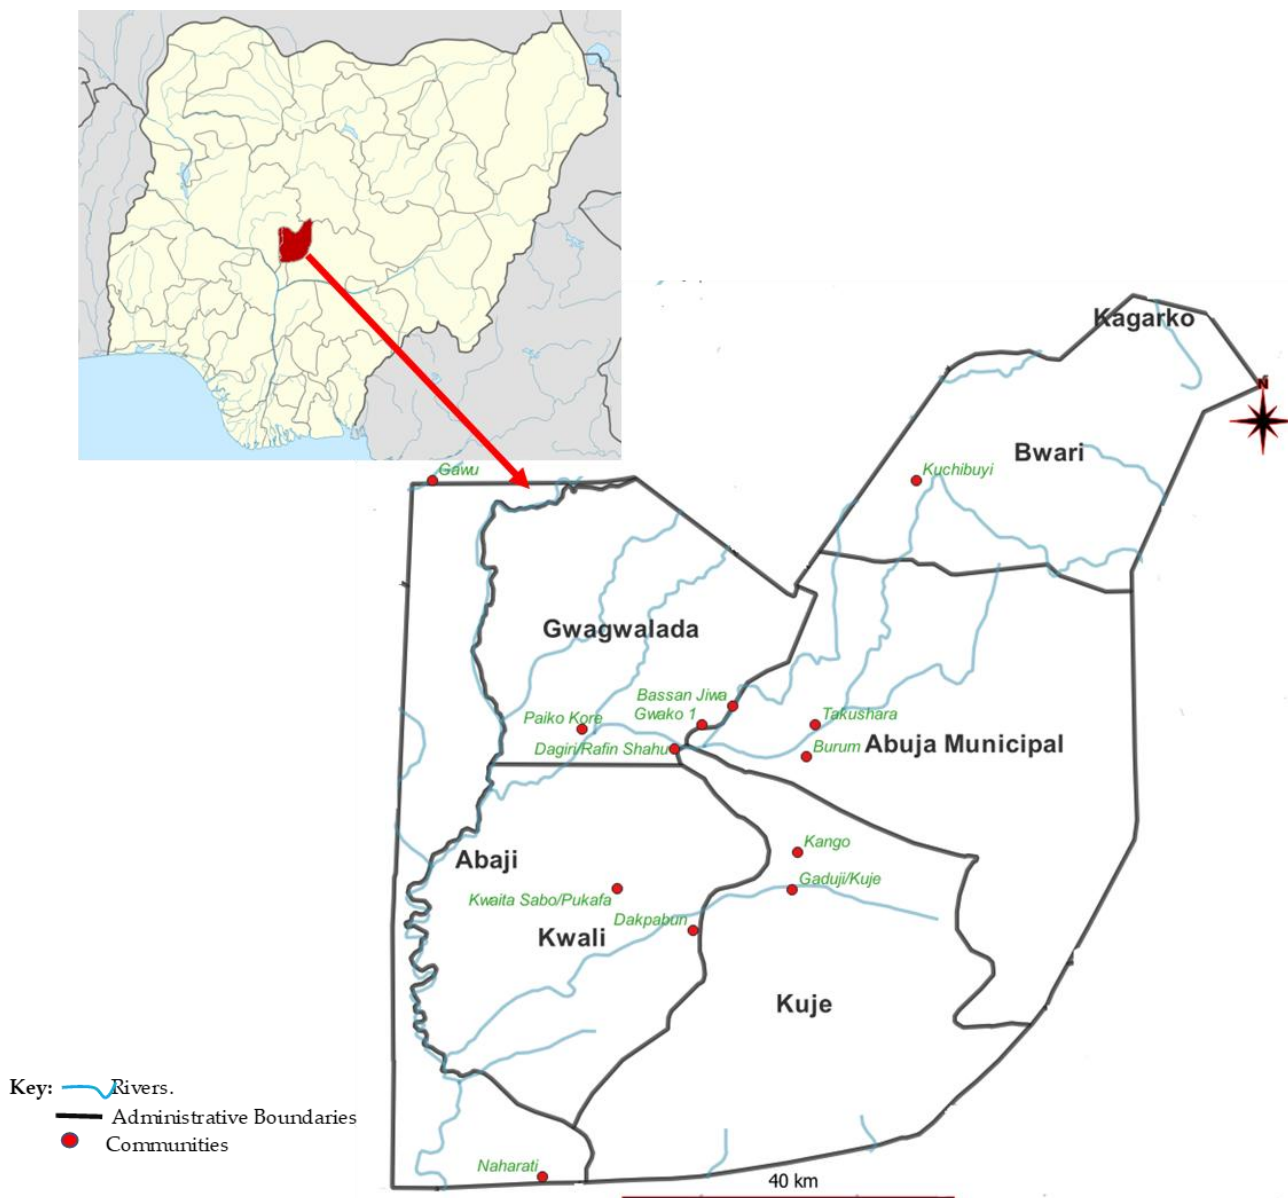 Kagarko
N
Bwari
Gawu
Kuchibuyi
Gwagwalada
Bassan Jiwa
Paiko Kore
Gwako 1
Takushara
Dagiri/Rafin Shahu
Burum
Abuja Municipal
Kango
Abaji
Gaduji/Kuje
Kwaita Sabo/Pukafa
Dakpabun
Kwali
Kuje
Key:
Rivers.
Administrative Boundaries
Communities
Naharati
40 km